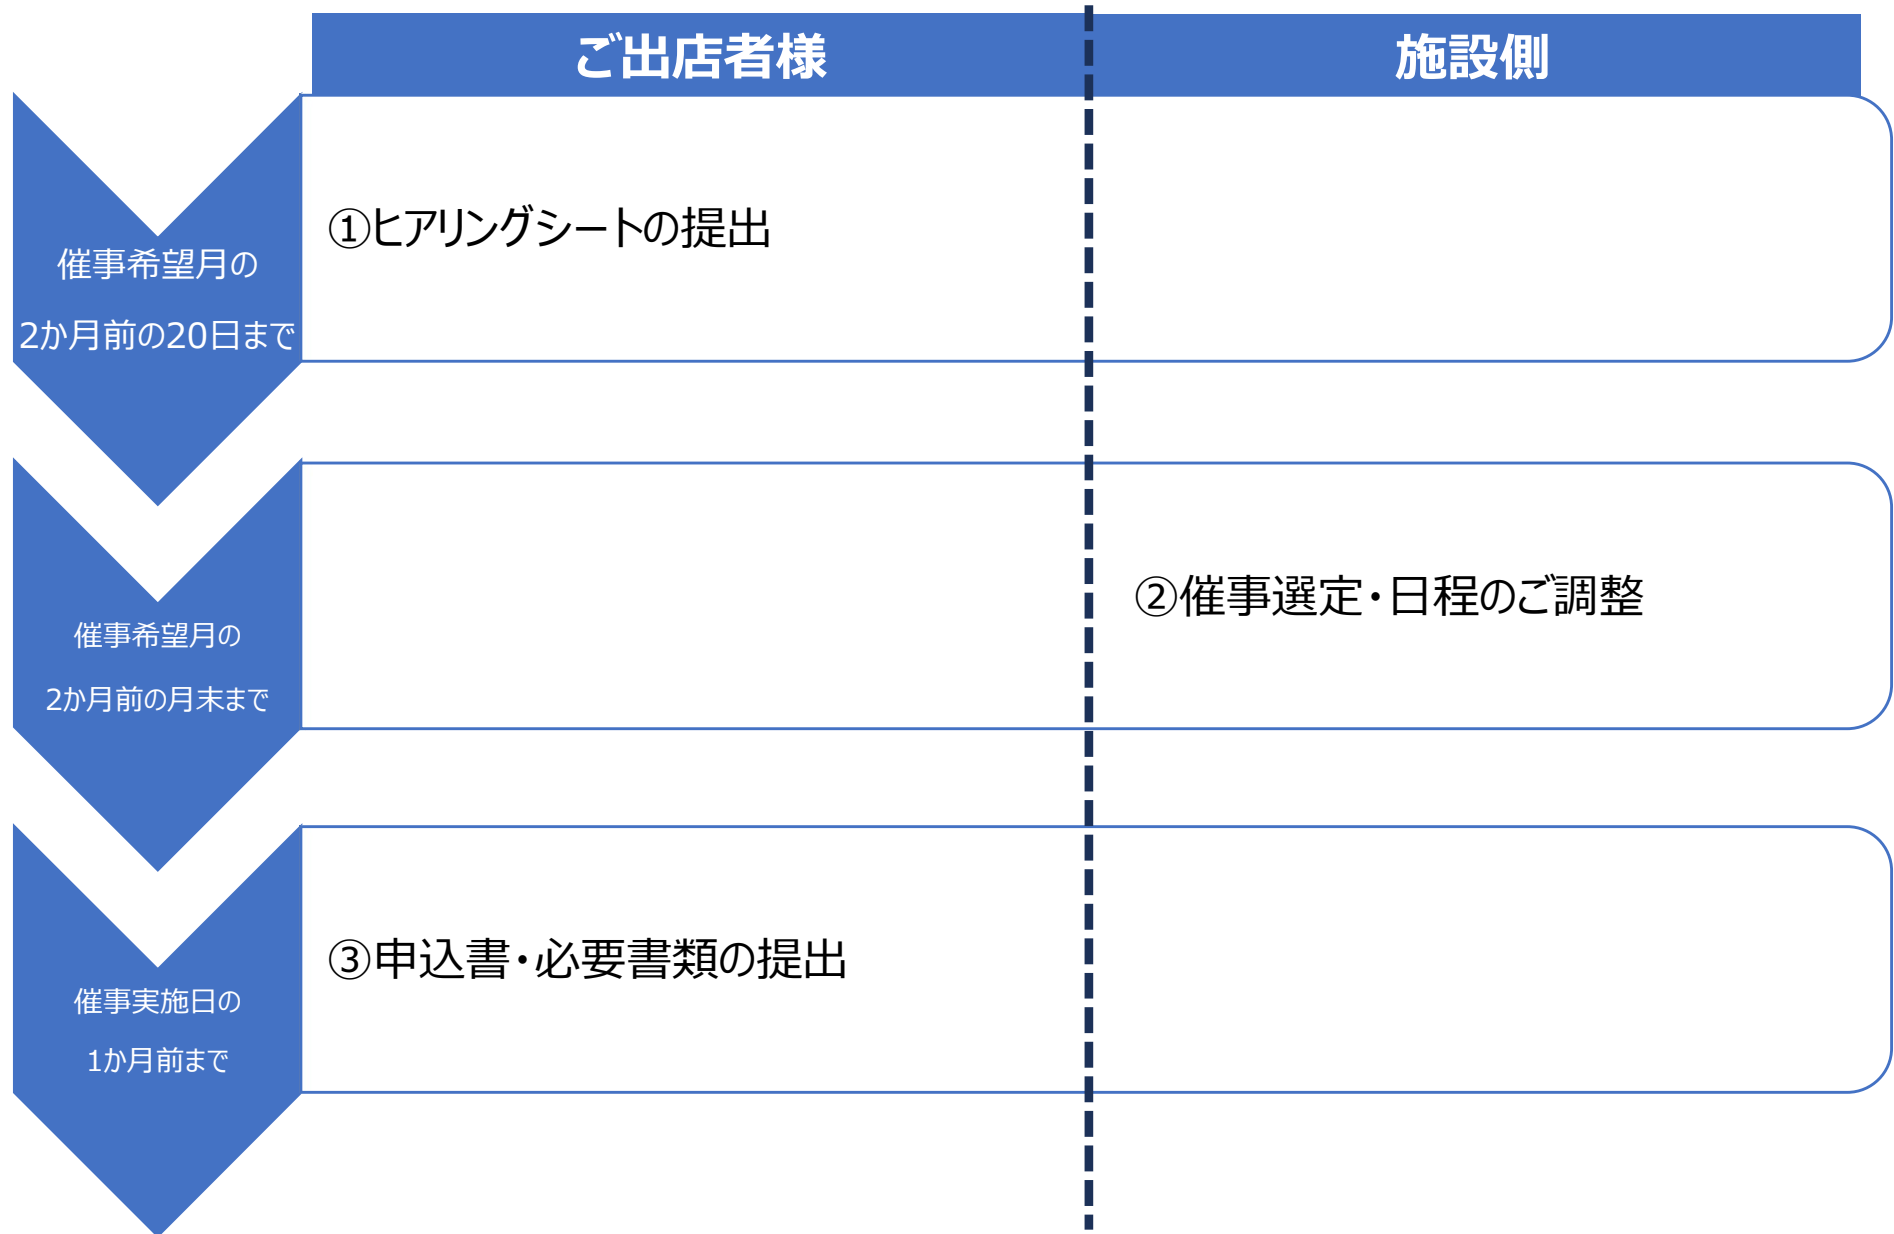 ご出店者様
施設側
催事希望月の
2か月前の20日まで
①ヒアリングシートの提出
催事希望月の
2か月前の月末まで
②催事選定・日程のご調整
催事実施日の
1か月前まで
③申込書・必要書類の提出